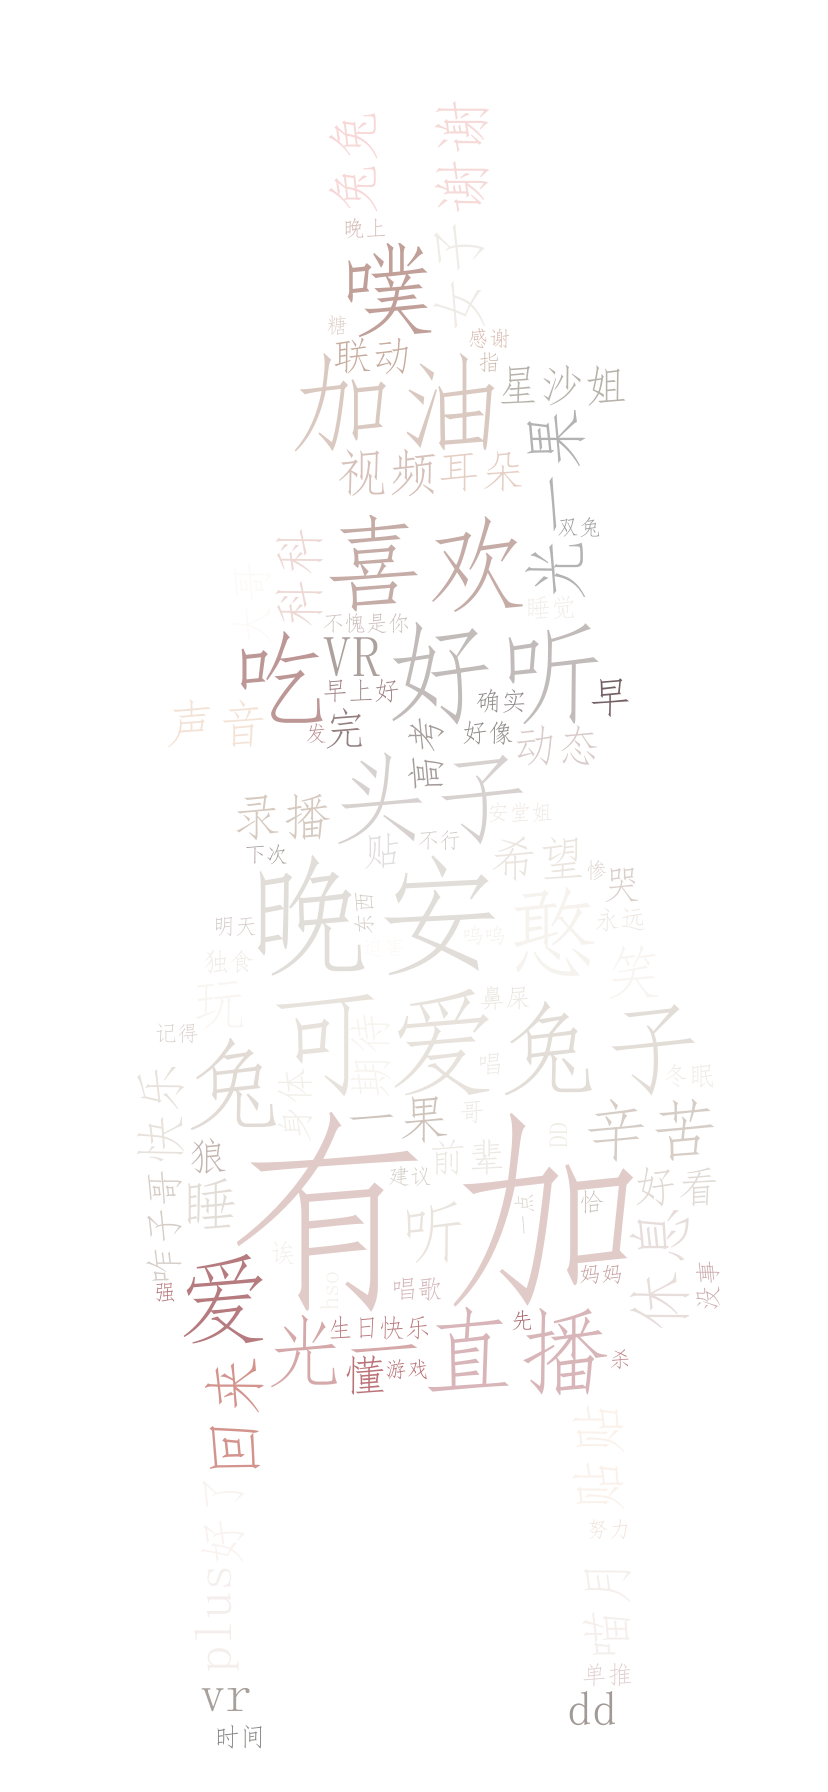 兔兔
谢谢
晚上
女子
噗
糖
感谢
联动
指
加油
星沙姐
光一果
视频
耳朵
双兔
喜欢
科科
大哥
睡觉
不愧是你
VR
好听
吃
早上好
确实
早
声音
发
完
高考
好像
动态
头子
录播
安堂姐
下次
贴
不行
希望
惨
哭
晚安
东西
憨
永远
明天
呜呜
独食
笑
玩
可爱
鼻屎
兔子
记得
兔
期待
唱
冬眠
身体
快乐
一果
哥
DD
辛苦
狼
有
前辈
加
建议
好看
睡
咋子哥
听
一点
恰
休息
诶
hso
妈妈
没事
强
爱
唱歌
光一
生日快乐
先
直播
懂
游戏
杀
回来
贴贴
好了
努力
plus
喵月
单推
vr
dd
时间